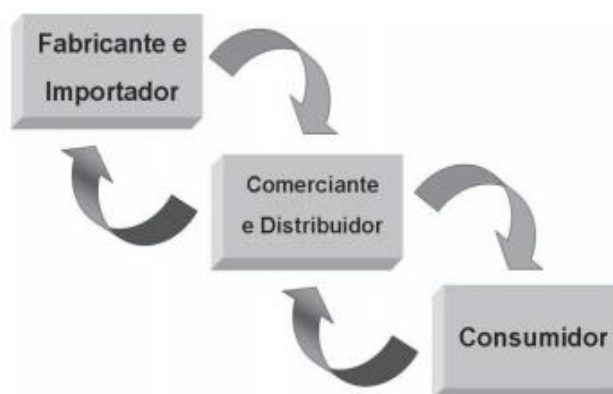 Fabricante e
Importador
Comerciante
e Distribuidor
Consumidor